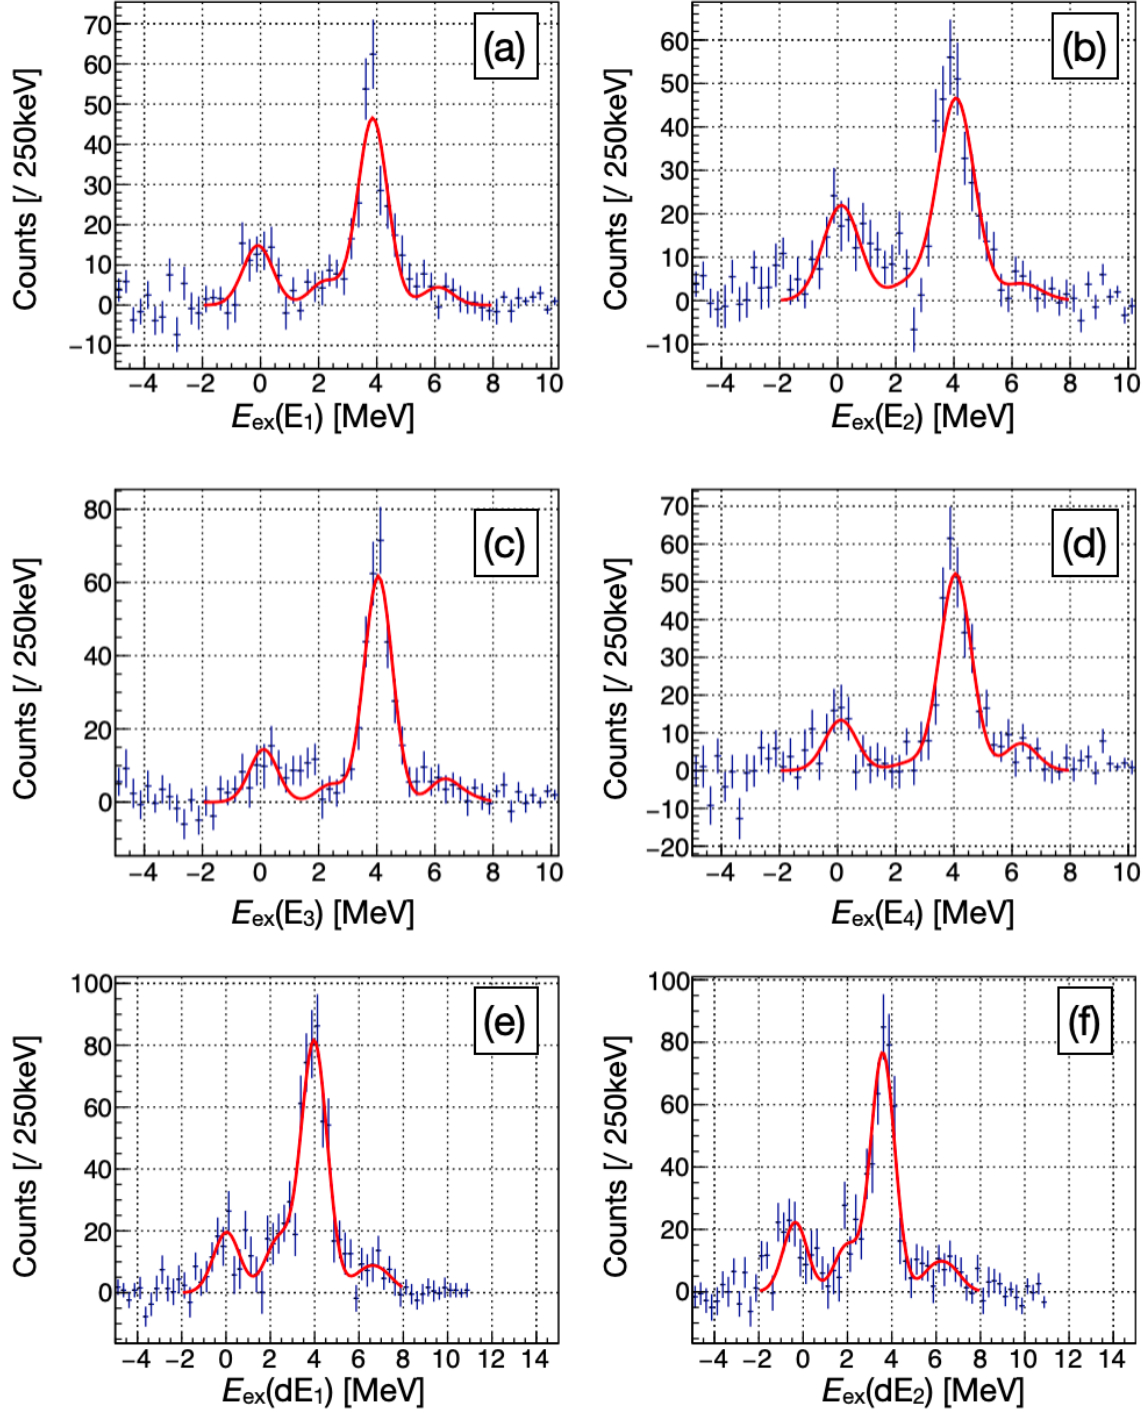 (a)
Counts [/ 250keV]
70
60
50
40
30
20
10
0
−10
−4 −2 0 2 4 6 8 10
Eex(E1) [MeV]
(b)
Counts [/ 250keV]
60
50
40
30
20
10
0
−10
−4 −2 0 2 4 6 8 10
Eex(E2) [MeV]
(c)
Counts [/ 250keV]
80
60
40
20
0
−4 −2 0 2 4 6 8 10
Eex(E3) [MeV]
(d)
Counts [/ 250keV]
70
60
50
40
30
20
10
0
−10
−20
−4 −2 0 2 4 6 8 10
Eex(E4) [MeV]
(e)
Counts [/ 250keV]
100
80
60
40
20
0
−4 −2 0 2 4 6 8 10 12 14
Eex(dE1) [MeV]
(f)
Counts [/ 250keV]
100
80
60
40
20
0
−4 −2 0 2 4 6 8 10 12 14
Eex(dE2) [MeV]